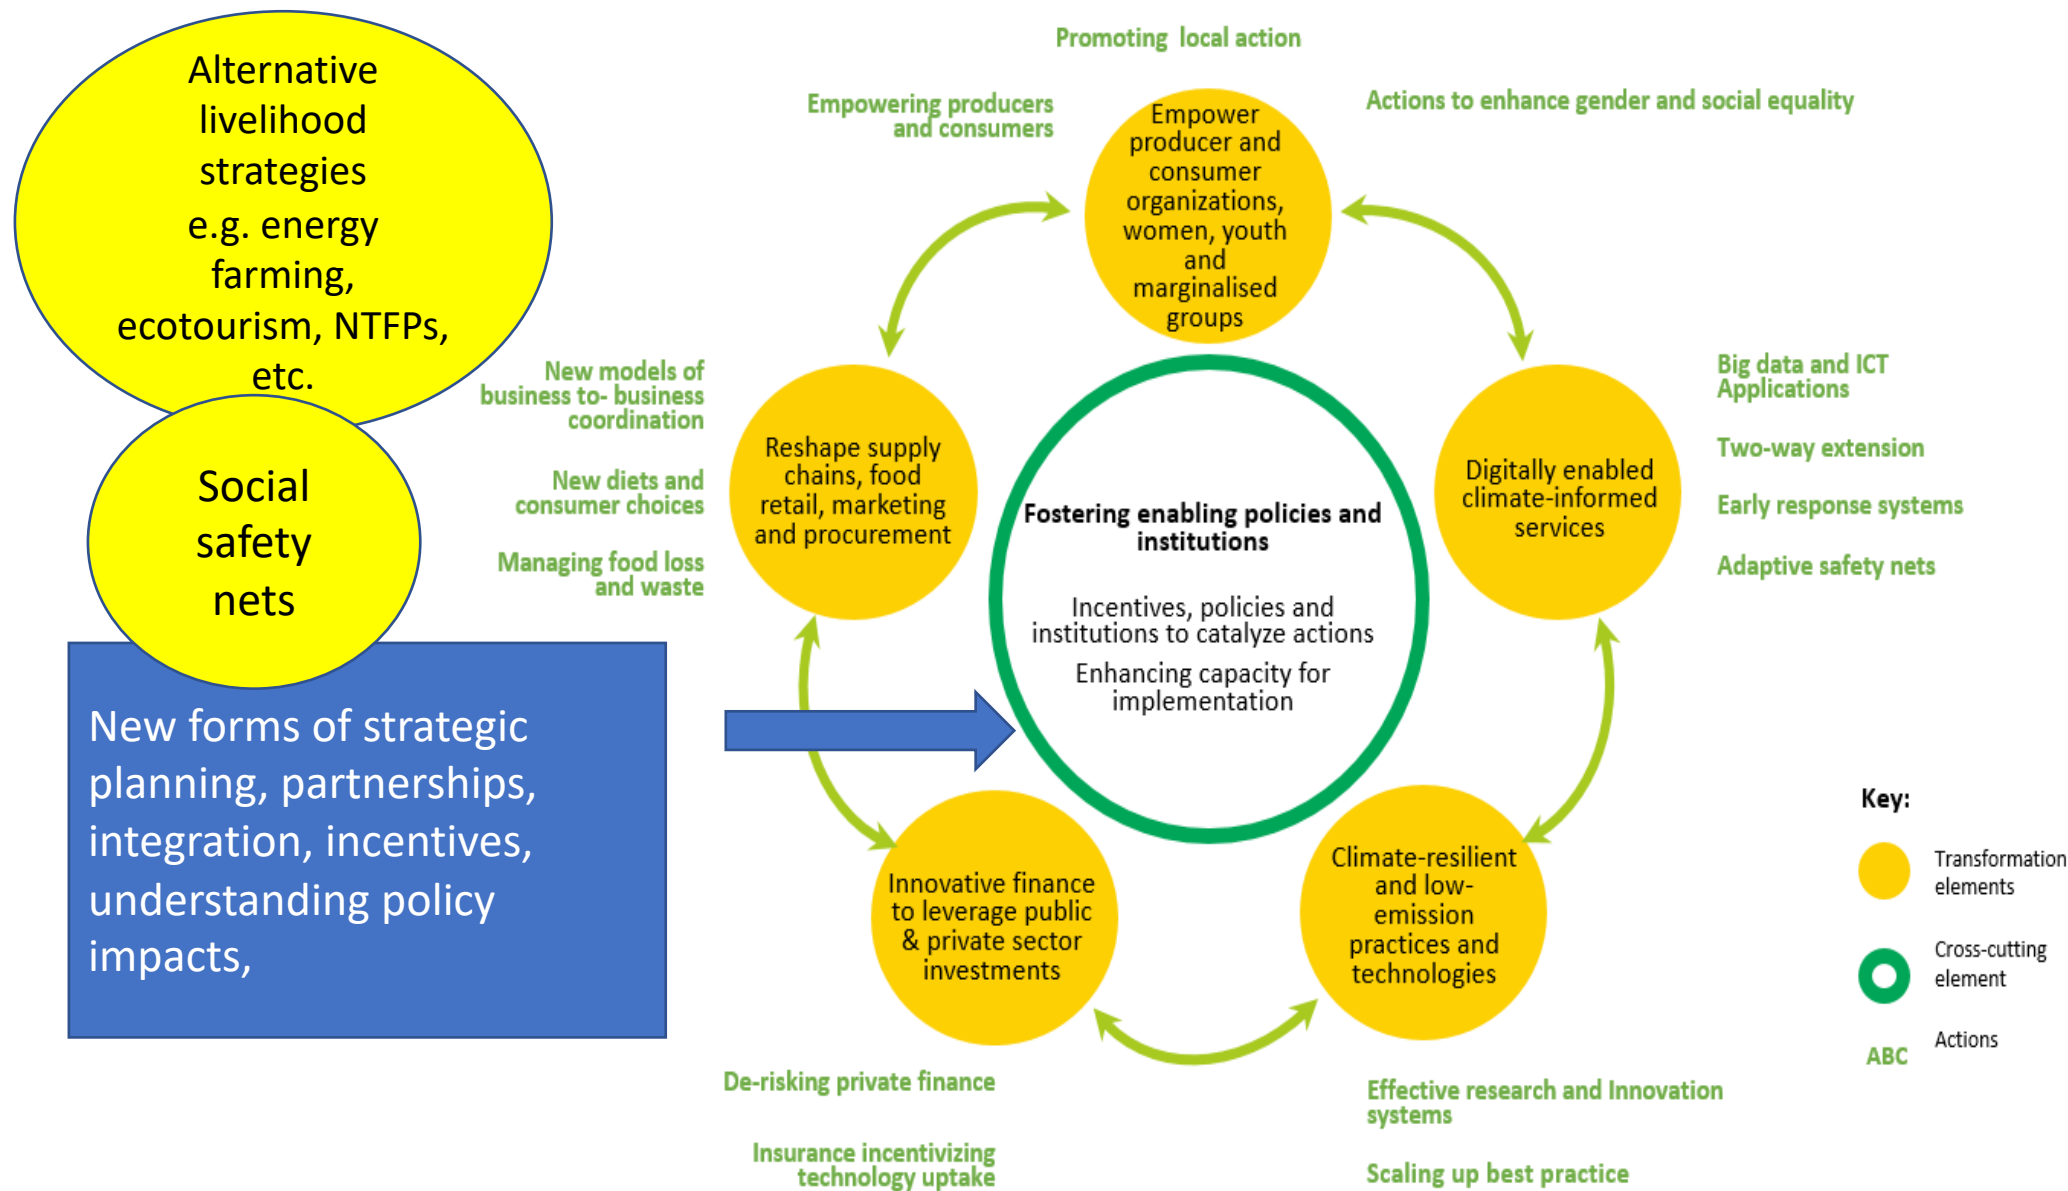 Alternative
livelihood
strategies
e.g. energy
farming,
ecotourism, NTFPs,
etc.
Social
safety
nets
New forms of strategic
planning, partnerships,
integration, incentives,
understanding policy
impacts,
Promoting local action
Empowering producers
and consumers
Actions to enhance gender and social equality
Empower
producer and
consumer
organizations,
women, youth
and
marginalised
groups
New models of
business to- business
coordination
New diets and
consumer choices
Managing food loss
and waste
Reshape supply
chains, food
retail, marketing
and procurement
Fostering enabling policies and
institutions
Incentives, policies and
institutions to catalyze actions
Enhancing capacity for
implementation
Digitally enabled
climate-informed
services
Big data and ICT
Applications
Two-way extension
Early response systems
Adaptive safety nets
Innovative finance
to leverage public
& private sector
investments
Climate-resilient
and low-
emission
practices and
technologies
De-risking private finance
Insurance incentivizing
technology uptake
Effective research and Innovation
systems
Scaling up best practice
Key:
Transformation
elements
Cross-cutting
element
ABC
Actions